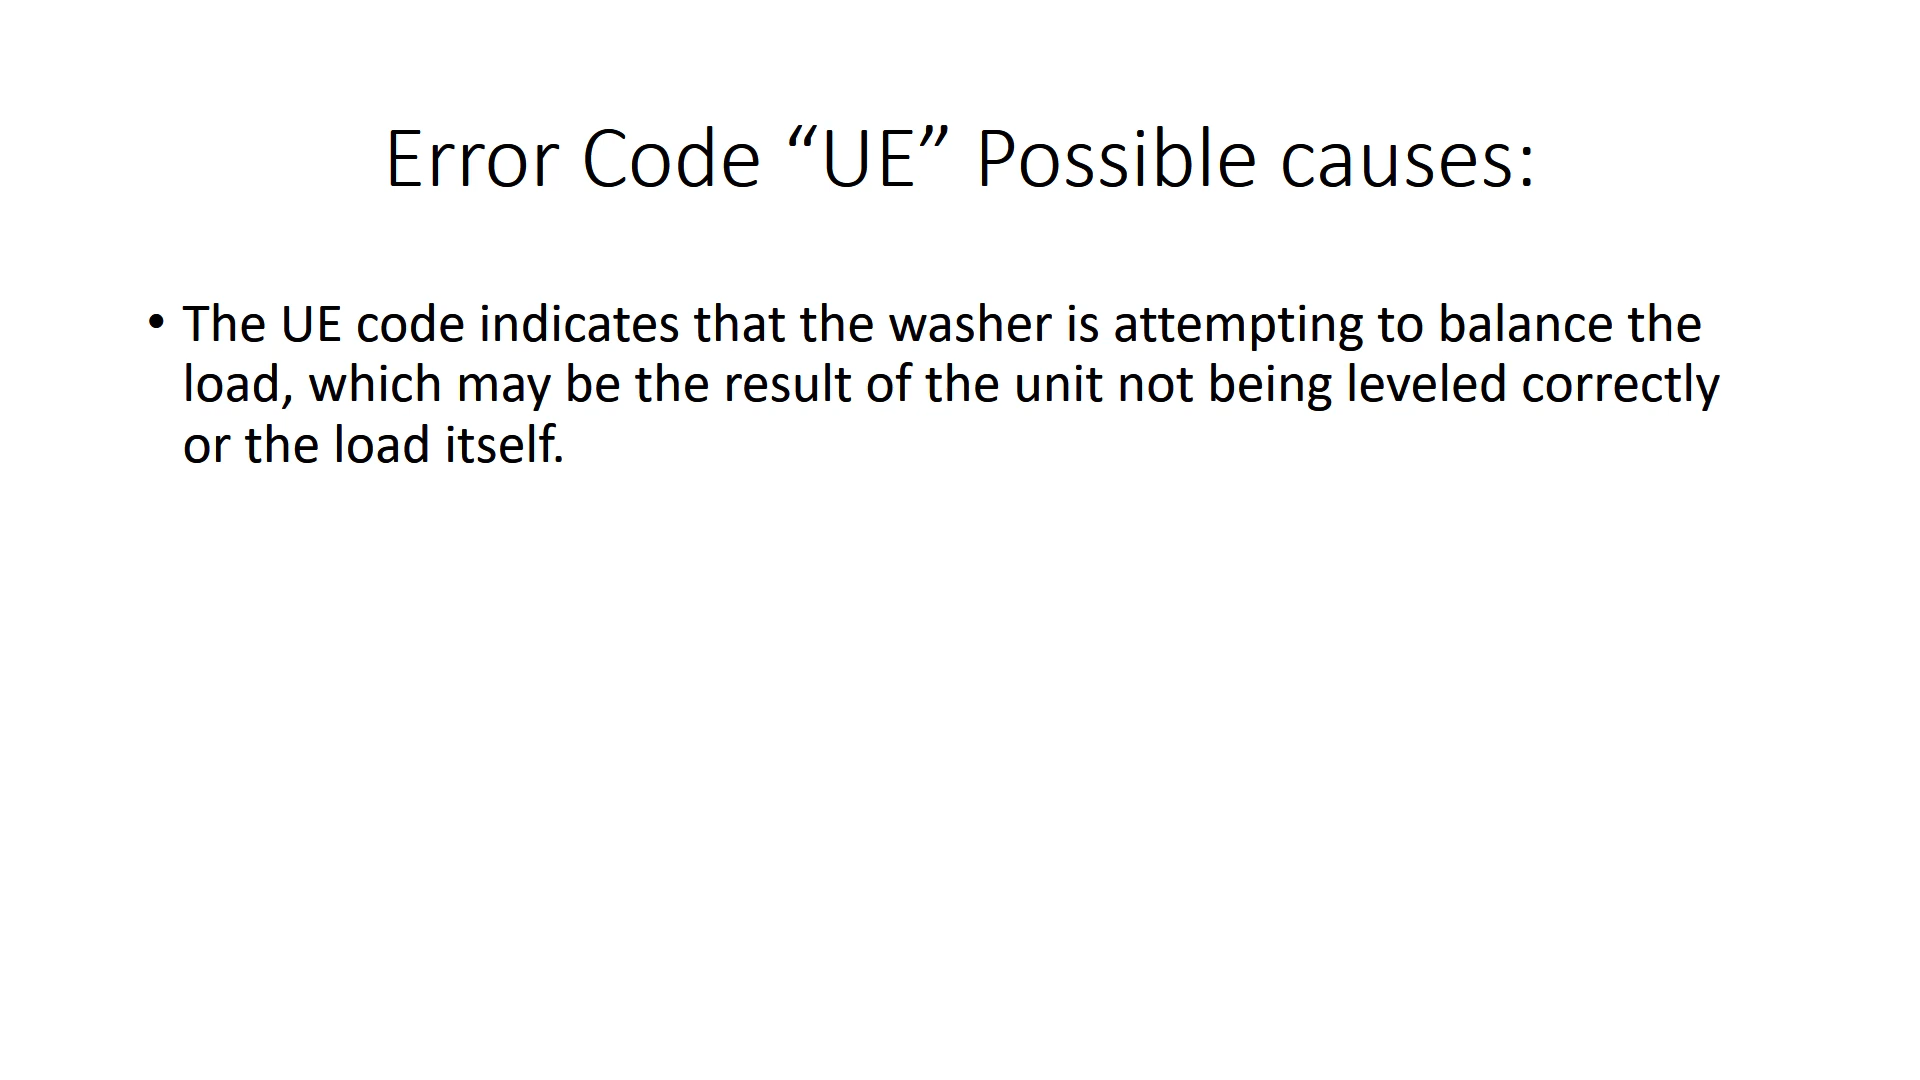 Error Code “UE” Possible causes:
• The UE code indicates that the washer is attempting to balance the
load, which may be the result of the unit not being leveled correctly
or the load itself.